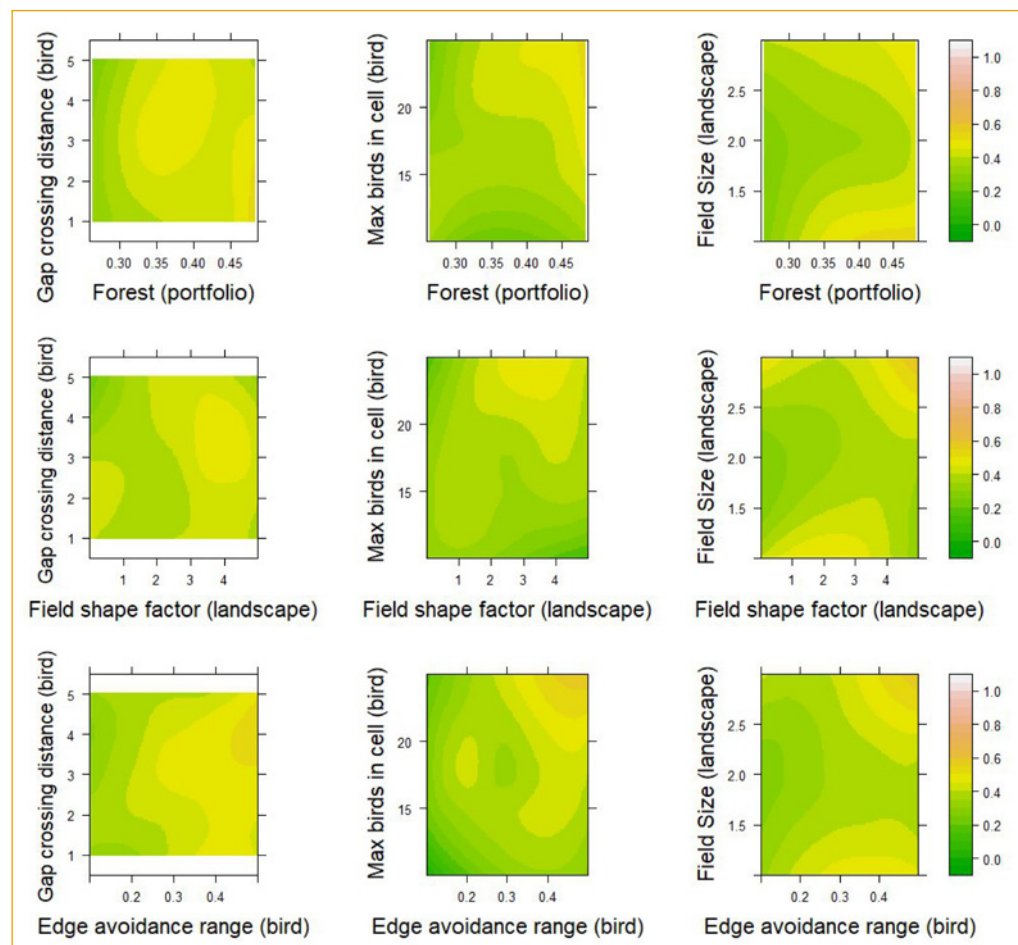 Gap crossing distance (bird)
5
4
3
2
1
0.30 0.35 0.40 0.45
Forest (portfolio)
Max birds in cell (bird)
20
15
0.30 0.35 0.40 0.45
Forest (portfolio)
Field Size (landscape)
2.5
2.0
1.5
0.30 0.35 0.40 0.45
Forest (portfolio)
1.0
0.8
0.6
0.4
0.2
0.0
Gap crossing distance (bird)
5
4
3
2
1
1 2 3 4
Field shape factor (landscape)
Max birds in cell (bird)
20
15
1 2 3 4
Field shape factor (landscape)
Field Size (landscape)
2.5
2.0
1.5
1 2 3 4
Field shape factor (landscape)
1.0
0.8
0.6
0.4
0.2
0.0
Gap crossing distance (bird)
5
4
3
2
1
0.2 0.3 0.4
Edge avoidance range (bird)
Max birds in cell (bird)
20
15
0.2 0.3 0.4
Edge avoidance range (bird)
Field Size (landscape)
2.5
2.0
1.5
0.2 0.3 0.4
Edge avoidance range (bird)
1.0
0.8
0.6
0.4
0.2
0.0